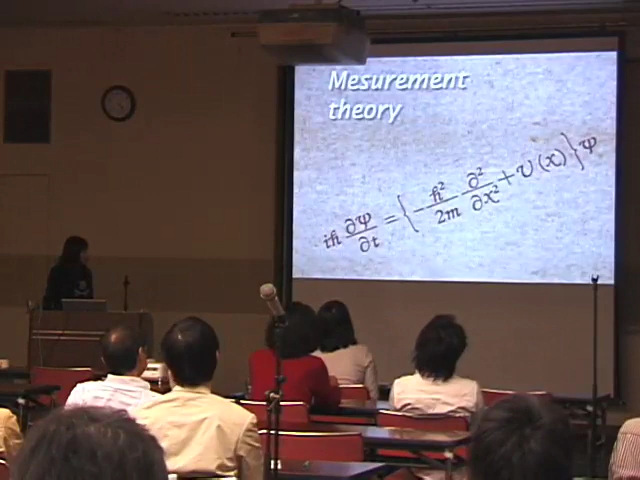 Mesurement
theory
iħ ∂ψ/∂t = {-ħ²/2m ∂²/∂x² + U(x)}ψ